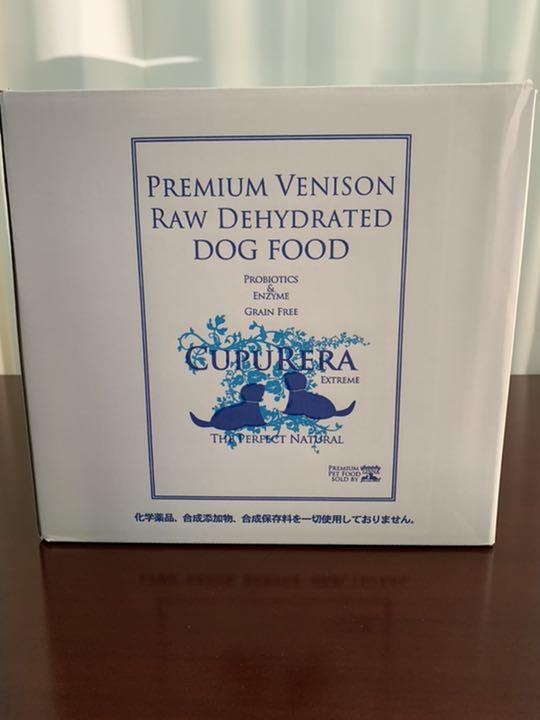 PREMIUM VENISON
RAW DEHYDRATED
DOG FOOD
PROBIOTICS
&
ENZYME
GRAIN FREE
CUPURERA
EXTREME
THE PERFECT NATURAL
PREMIUM
PET FOOD
SOLD BY
化学薬品、合成添加物、合成保存料を一切使用しておりません。